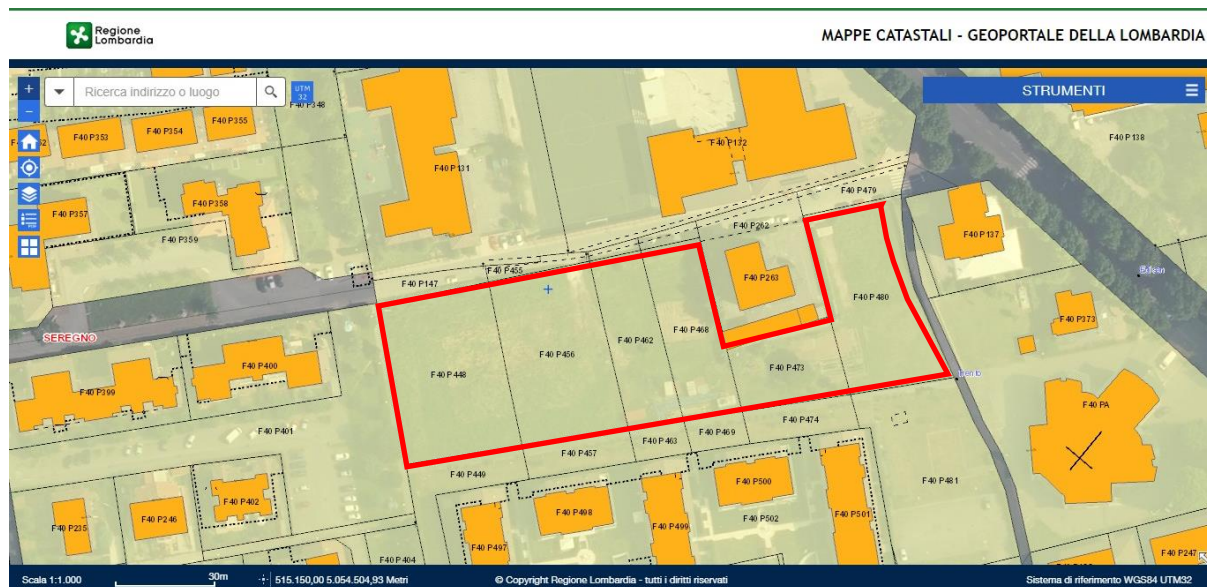 Regione
Lombardia
MAPPE CATASTALI - GEOPORTALE DELLA LOMBARDIA
+
Ricerca indirizzo o luogo
UTM
32
STRUMENTI
−
F40 P348
F40 P355
F40 P354
F40 P353
F40 P138
F40 P132
F40 P131
F40 P479
F40 P358
F40 P357
F40 P262
F40 P137
F40 P359
F40 P455
F40 P263
F40 P147
F40 P480
F40 P373
F40 P468
SEREGNO
F40 P462
F40 P456
F40 P400
F40 P473
F40 P448
F40 P399
F40 PA
F40 P474
F40 P401
F40 P469
F40 P463
F40 P457
F40 P449
F40 P481
F40 P500
F40 P402
F40 P498
F40 P501
F40 P502
F40 P246
F40 P235
F40 P499
F40 P497
F40 P247
F40 P404
Scala 1:1.000
30m
515.150,00 5.054.504,93 Metri
© Copyright Regione Lombardia - tutti i diritti riservati
Sistema di riferimento WGS84 UTM32